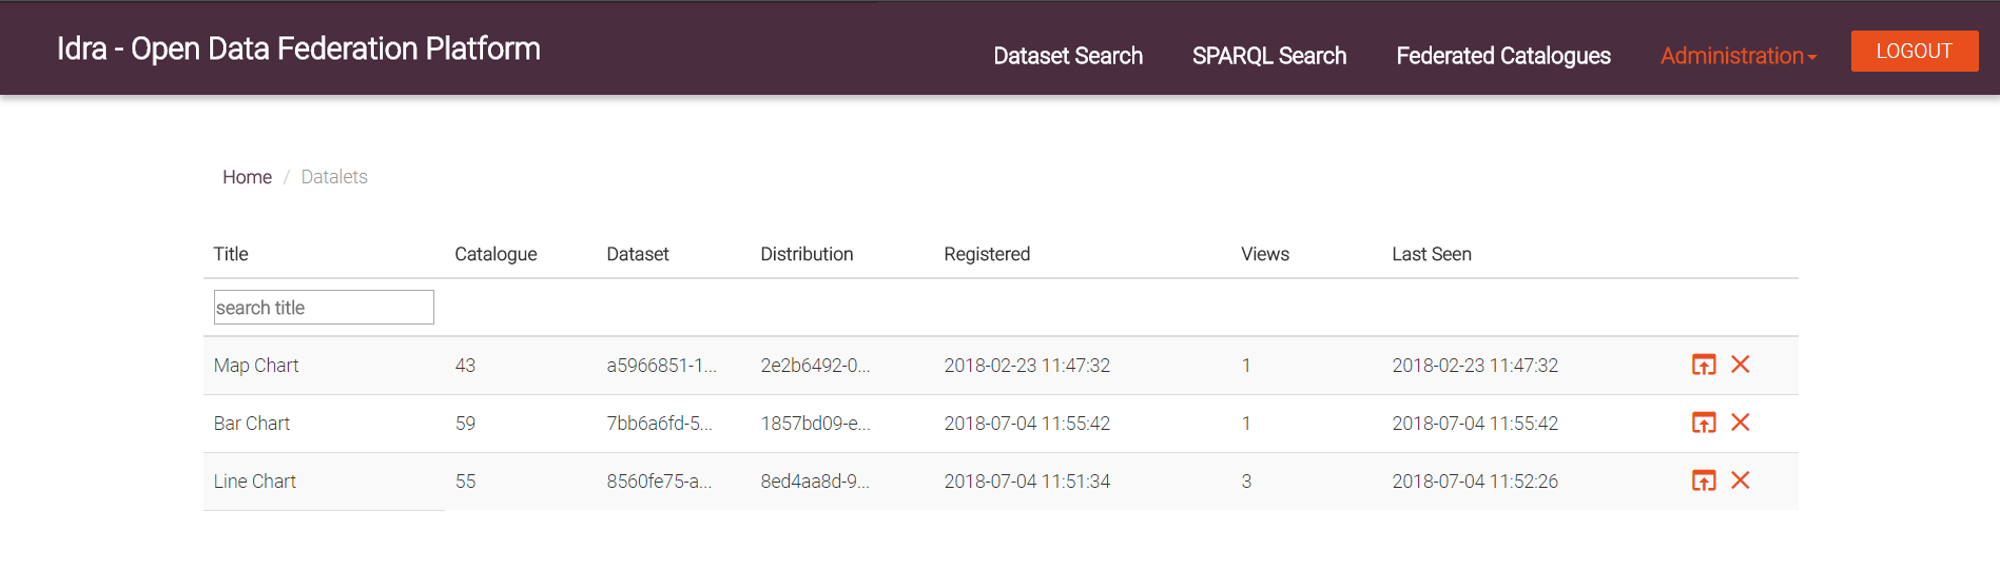 Idra - Open Data Federation Platform
Dataset Search SPARQL Search Federated Catalogues Administration LOGOUT
Home / Datalets
Title Catalogue Dataset Distribution Registered Views Last Seen
search title
Map Chart 43 a5966851-1... 2e2b6492-0... 2018-02-23 11:47:32 1 2018-02-23 11:47:32
Bar Chart 59 7bb6a6fd-5... 1857bd09-e... 2018-07-04 11:55:42 1 2018-07-04 11:55:42
Line Chart 55 8560fe75-a... 8ed4aa8d-9... 2018-07-04 11:51:34 3 2018-07-04 11:52:26